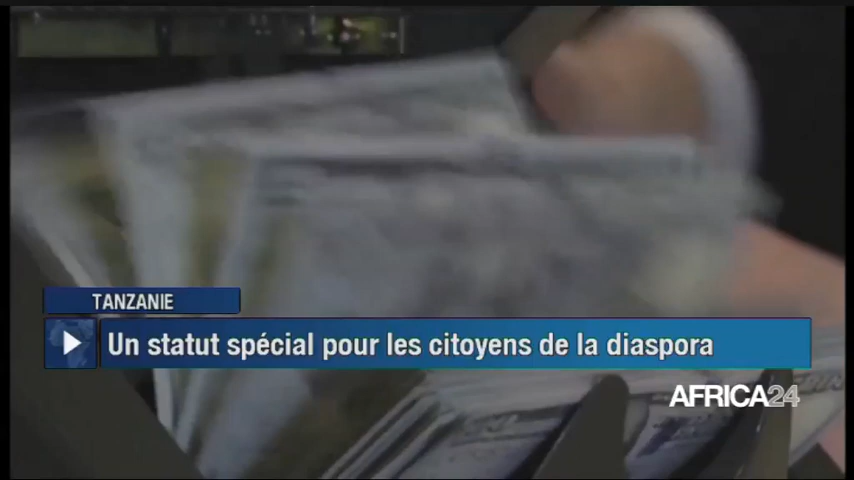 TANZANIE
Un statut spécial pour les citoyens de la diaspora
AFRICA24